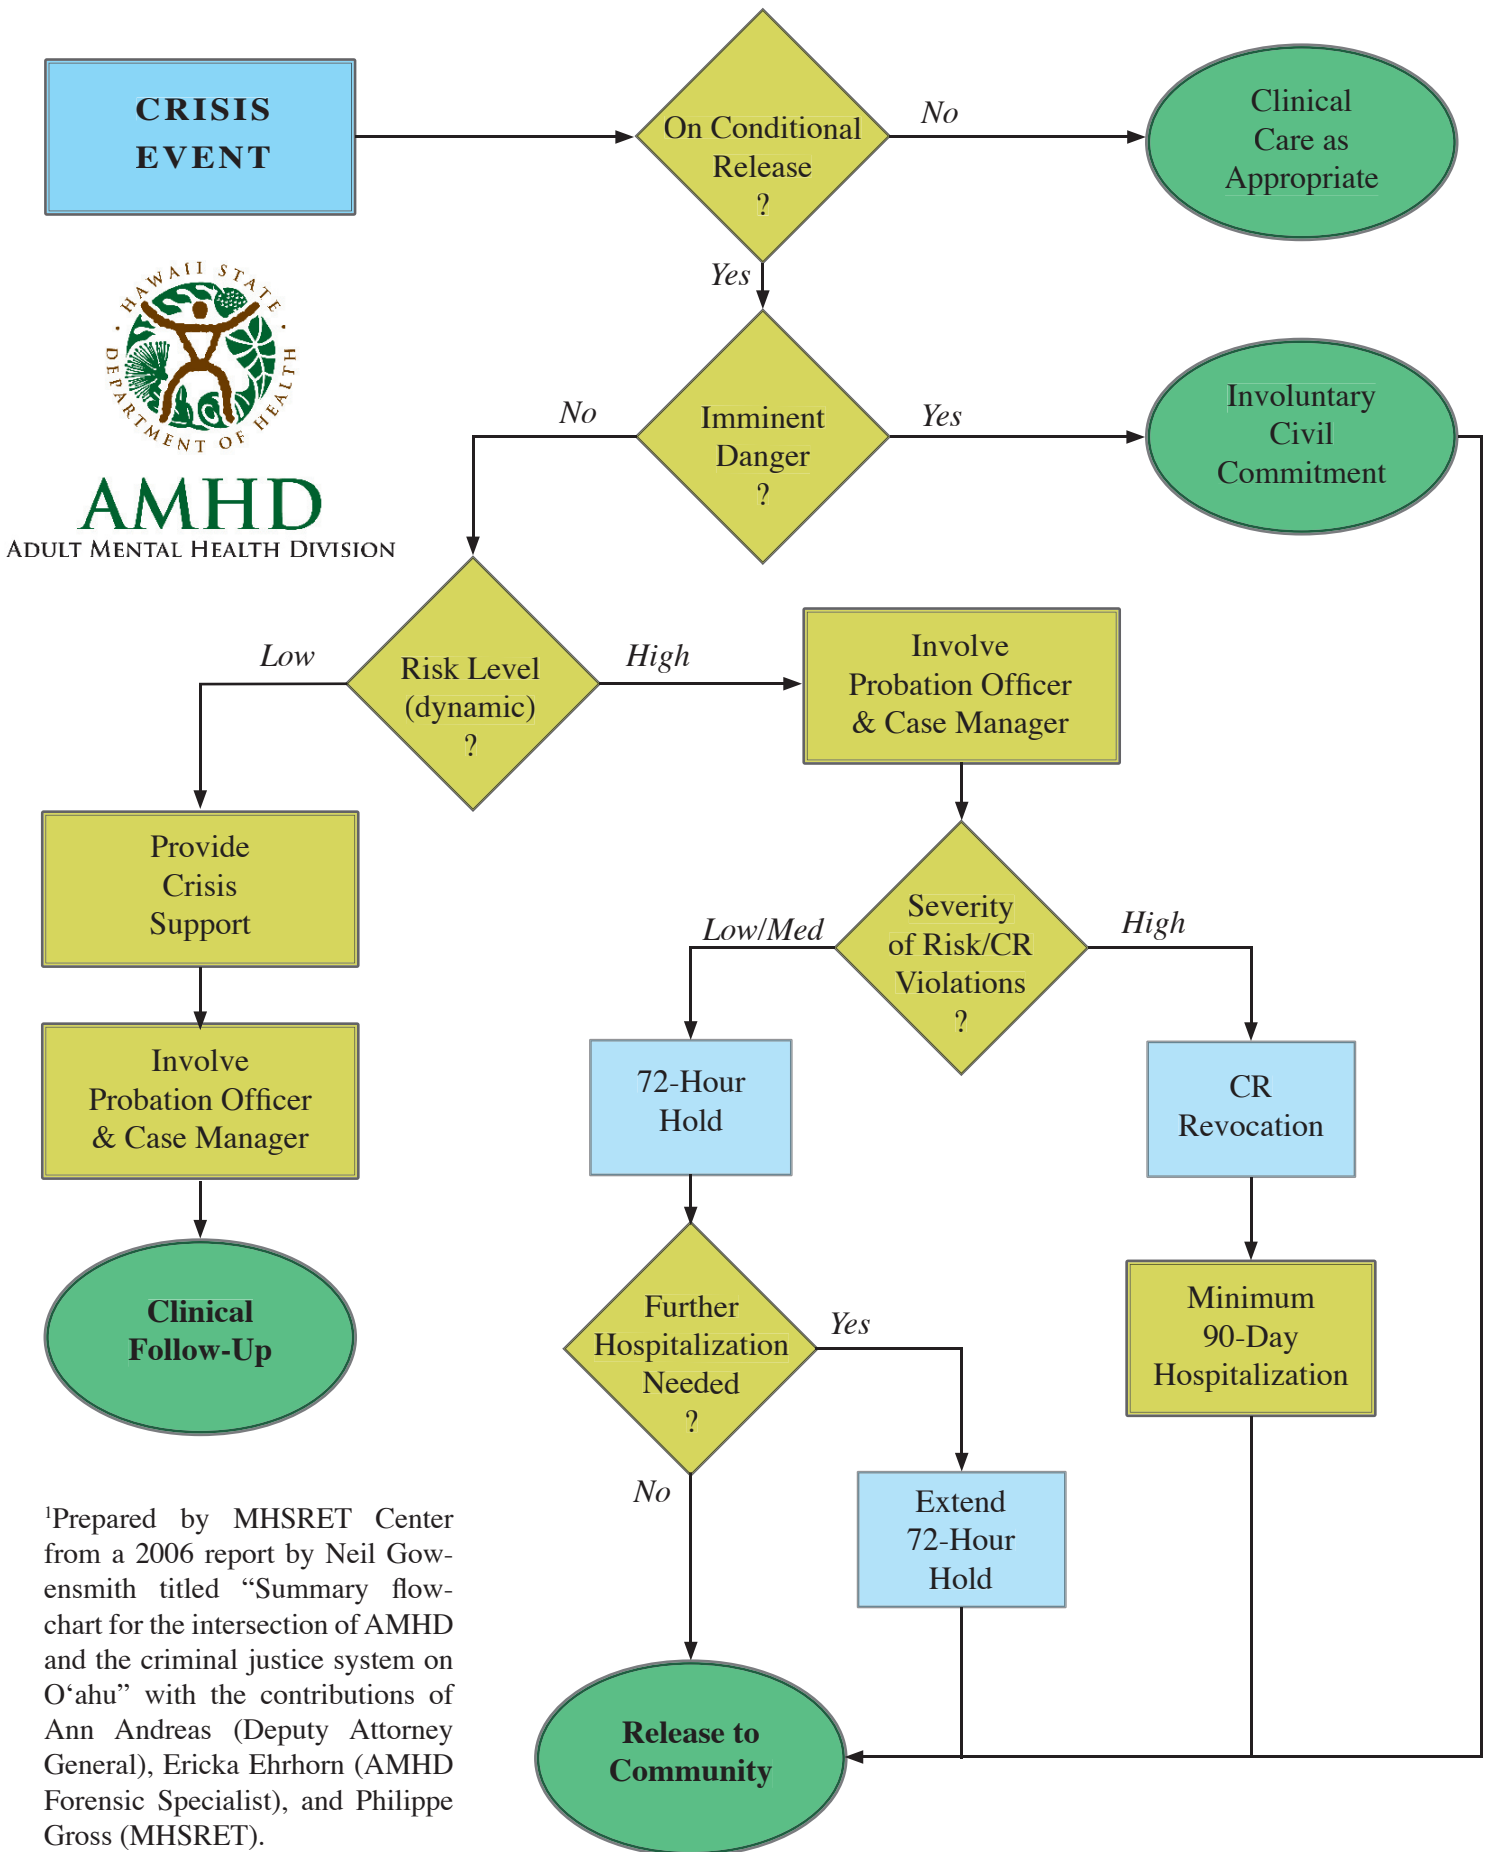 CRISIS
EVENT
On Conditional
Release
?
No
Clinical
Care as
Appropriate
Yes
HAWAII STATE
DEPARTMENT OF HEALTH
AMHD
ADULT MENTAL HEALTH DIVISION
No
Imminent
Danger
?
Yes
Involuntary
Civil
Commitment
Low
Risk Level
(dynamic)
?
High
Involve
Probation Officer
& Case Manager
Provide
Crisis
Support
Low/Med
Severity
of Risk/CR
Violations
?
High
Involve
Probation Officer
& Case Manager
72-Hour
Hold
CR
Revocation
Clinical
Follow-Up
Further
Hospitalization
Needed
?
Yes
Minimum
90-Day
Hospitalization
No
Extend
72-Hour
Hold
Release to
Community
¹Prepared by MHSRET Center
from a 2006 report by Neil Gow-
ensmith titled “Summary flow-
chart for the intersection of AMHD
and the criminal justice system on
O‘ahu” with the contributions of
Ann Andreas (Deputy Attorney
General), Ericka Ehrhorn (AMHD
Forensic Specialist), and Philippe
Gross (MHSRET).